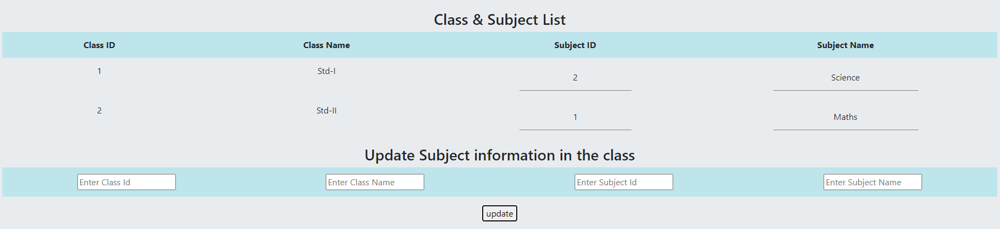 Class & Subject List
Class ID Class Name Subject ID Subject Name
1 Std-I 2 Science
2 Std-II 1 Maths
Update Subject information in the class
Enter Class Id Enter Class Name Enter Subject Id Enter Subject Name
update